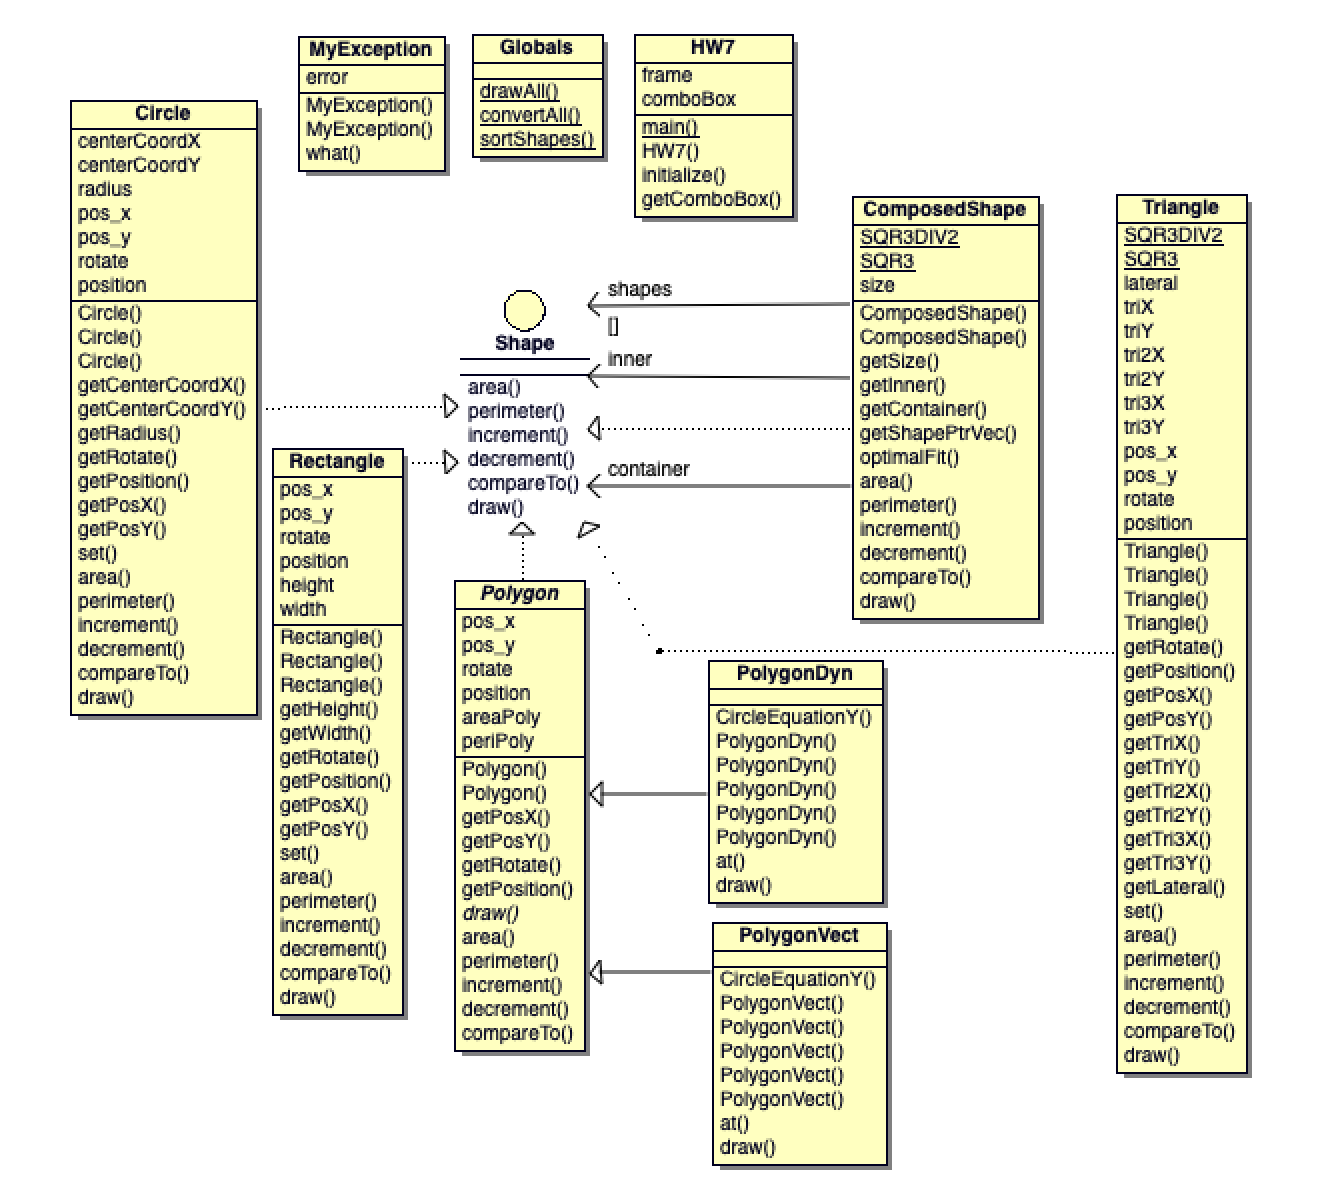 MyException
error
MyException()
MyException()
what()
Globals
drawAll()
convertAll()
sortShapes()
HW7
frame
comboBox
main()
HW7()
initialize()
getComboBox()
Circle
centerCoordX
centerCoordY
radius
pos_x
pos_y
rotate
position
Circle()
Circle()
Circle()
getCenterCoordX()
getCenterCoordY()
getRadius()
getRotate()
getPosition()
getPosX()
getPosY()
set()
area()
perimeter()
increment()
decrement()
compareTo()
draw()
Shape
area()
perimeter()
increment()
decrement()
compareTo()
draw()
shapes
[]
inner
container
ComposedShape
SQR3DIV2
SQR3
size
ComposedShape()
ComposedShape()
getSize()
getInner()
getContainer()
getShapePtrVec()
optimalFit()
area()
perimeter()
increment()
decrement()
compareTo()
draw()
Triangle
SQR3DIV2
SQR3
lateral
triX
triY
tri2X
tri2Y
tri3X
tri3Y
pos_x
pos_y
rotate
position
Triangle()
Triangle()
Triangle()
Triangle()
getRotate()
getPosition()
getPosX()
getPosY()
getTriX()
getTriY()
getTri2X()
getTri2Y()
getTri3X()
getTri3Y()
getLateral()
set()
area()
perimeter()
increment()
decrement()
compareTo()
draw()
Rectangle
pos_x
pos_y
rotate
position
height
width
Rectangle()
Rectangle()
Rectangle()
getHeight()
getWidth()
getRotate()
getPosition()
getPosX()
getPosY()
set()
area()
perimeter()
increment()
decrement()
compareTo()
draw()
Polygon
pos_x
pos_y
rotate
position
areaPoly
periPoly
Polygon()
Polygon()
getPosX()
getPosY()
getRotate()
getPosition()
draw()
area()
perimeter()
increment()
decrement()
compareTo()
PolygonDyn
CircleEquationY()
PolygonDyn()
PolygonDyn()
PolygonDyn()
PolygonDyn()
PolygonDyn()
at()
draw()
PolygonVect
CircleEquationY()
PolygonVect()
PolygonVect()
PolygonVect()
PolygonVect()
PolygonVect()
at()
draw()